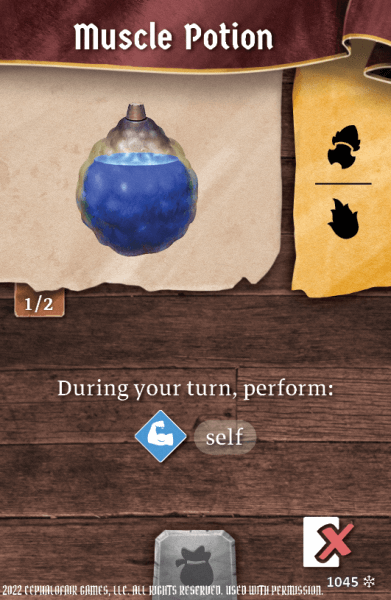 Muscle Potion
1/2
During your turn, perform:
self
1045
2022 CEPHALOFAIR GAMES, LLC. ALL RIGHTS RESERVED. USED WITH PERMISSION.